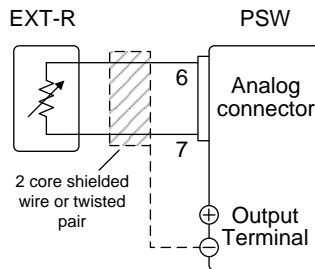 EXT-R
PSW
6
Analog
connector
7
2 core shielded
wire or twisted
pair
Output
Terminal